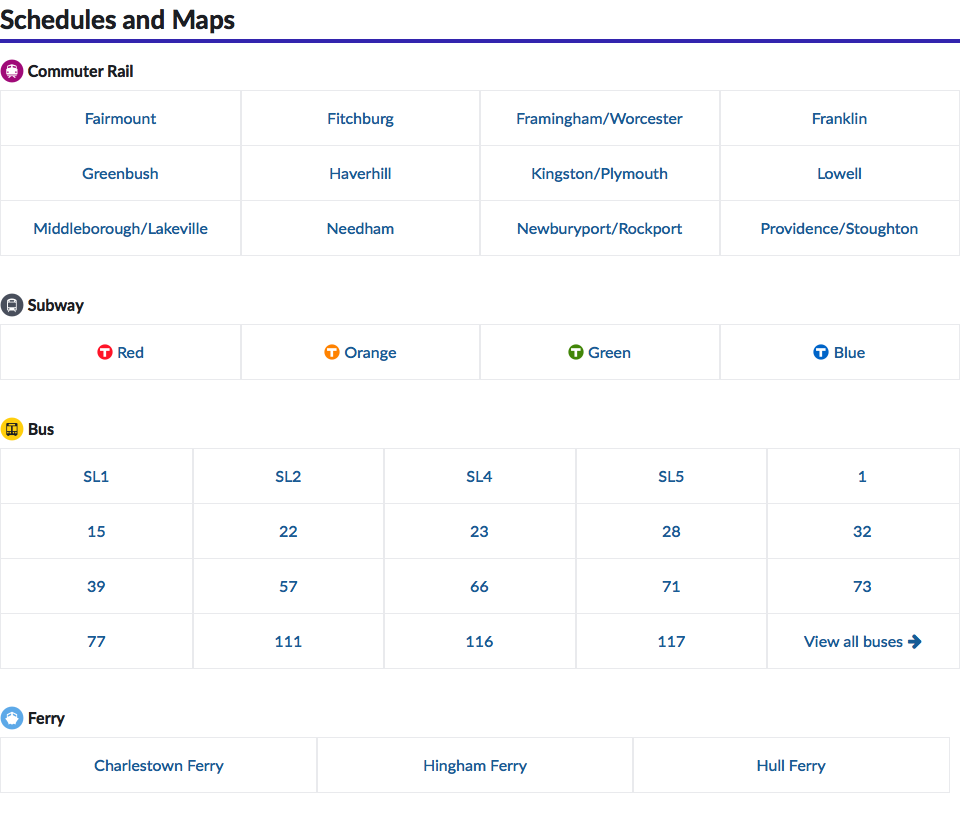 Schedules and Maps
Commuter Rail
Fairmount Fitchburg Framingham/Worcester Franklin
Greenbush Haverhill Kingston/Plymouth Lowell
Middleborough/Lakeville Needham Newburyport/Rockport Providence/Stoughton
Subway
T Red T Orange T Green T Blue
Bus
SL1 SL2 SL4 SL5 1
15 22 23 28 32
39 57 66 71 73
77 111 116 117 View all buses
Ferry
Charlestown Ferry Hingham Ferry Hull Ferry